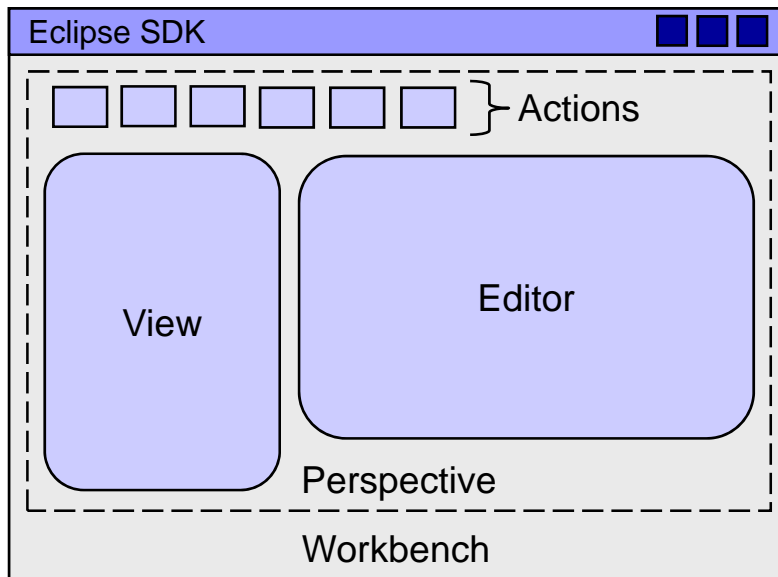 Eclipse SDK
Actions
View
Editor
Perspective
Workbench